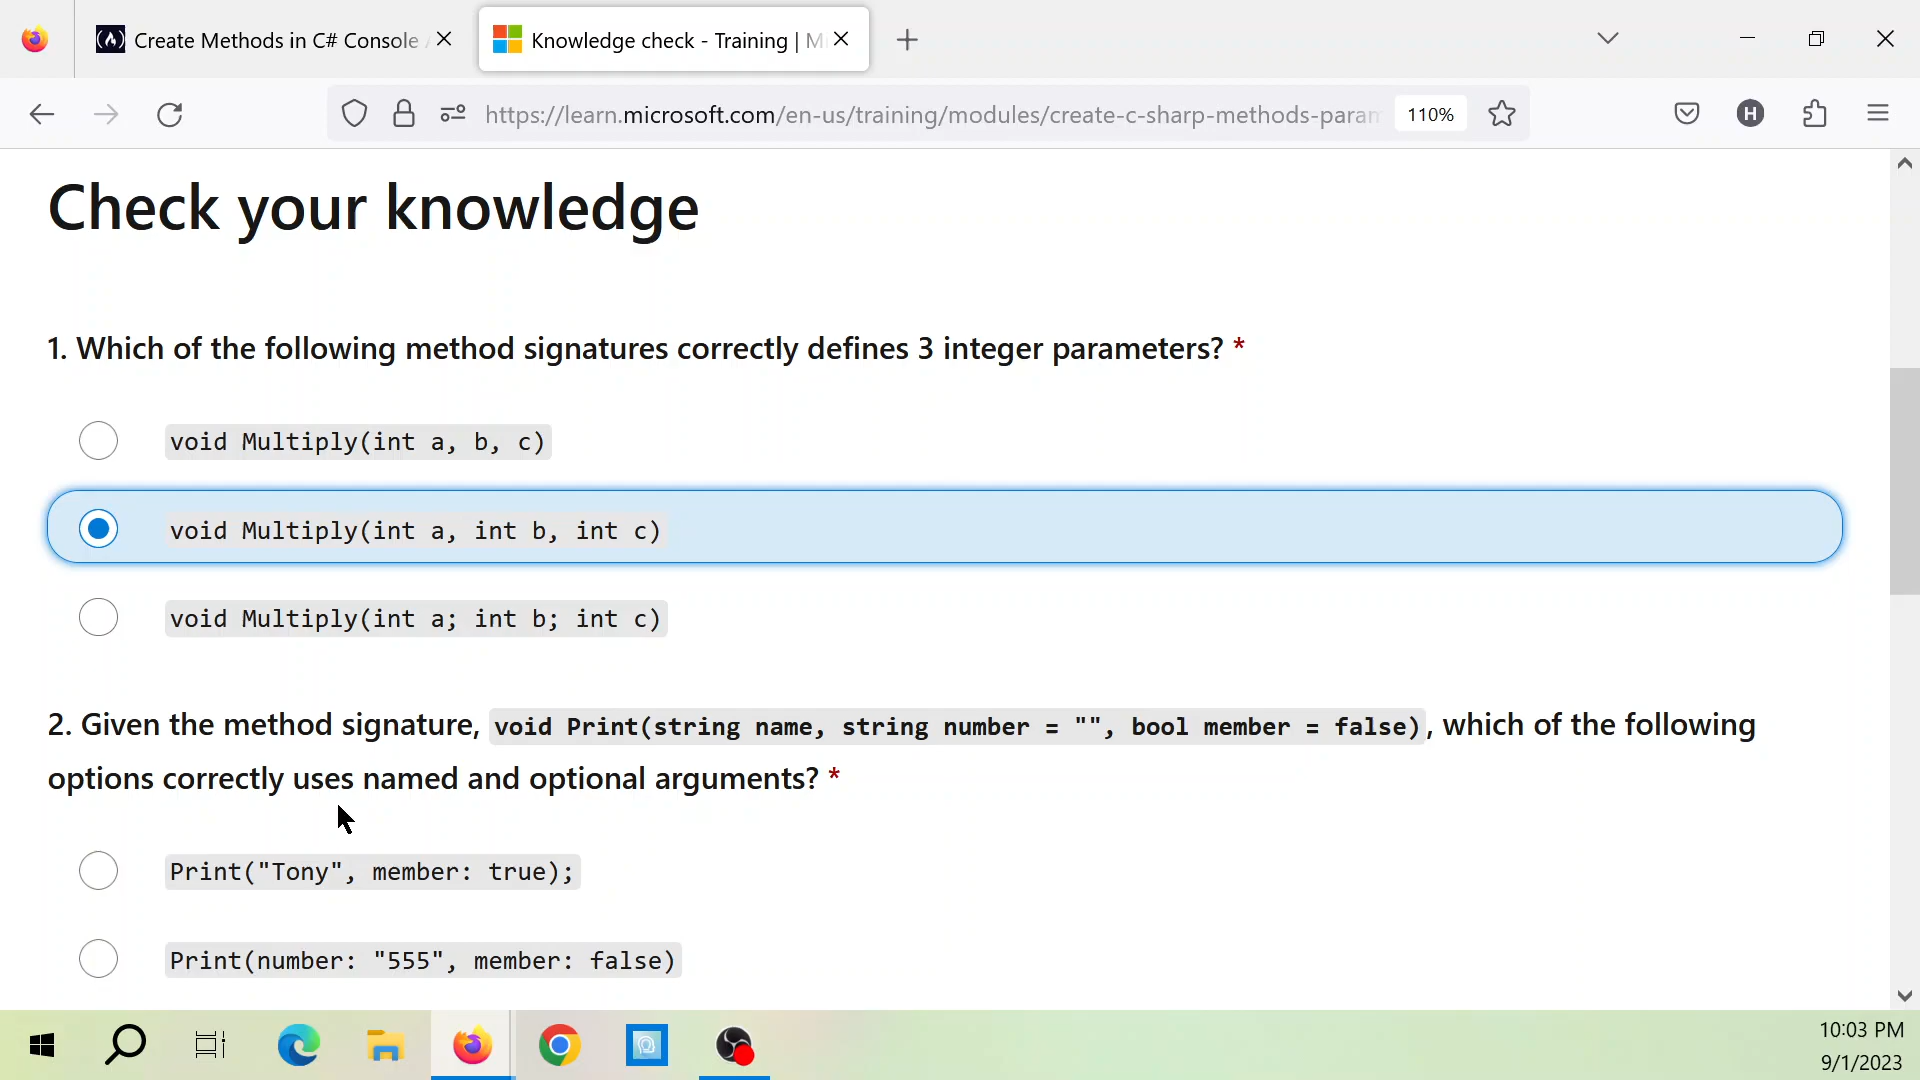 Create Methods in C# Console
Knowledge check - Training | M
https://learn.microsoft.com/en-us/training/modules/create-c-sharp-methods-param
110%
H
Check your knowledge
1. Which of the following method signatures correctly defines 3 integer parameters? *
void Multiply(int a, b, c)
void Multiply(int a, int b, int c)
void Multiply(int a; int b; int c)
2. Given the method signature, void Print(string name, string number = "", bool member = false), which of the following
options correctly uses named and optional arguments? *
Print("Tony", member: true);
Print(number: "555", member: false)
10:03 PM
9/1/2023